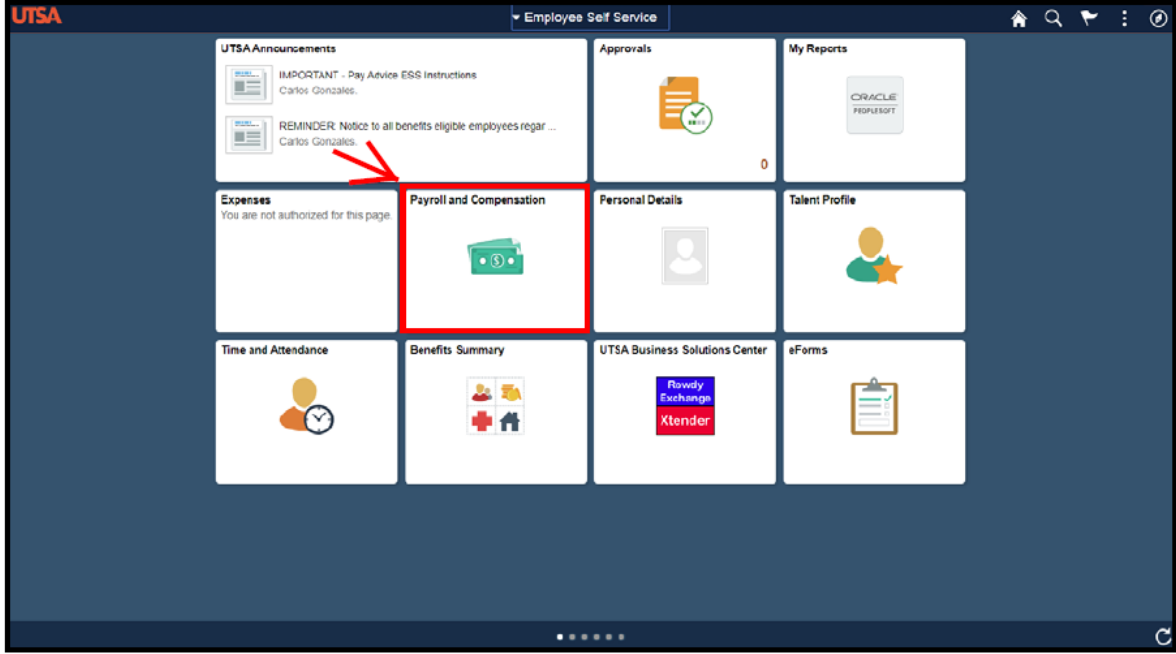 UTSA
Employee Self Service
UTSA Announcements
IMPORTANT - Pay Advice ESS Instructions
Carlos Gonzales.
REMINDER: Notice to all benefits eligible employees regar ...
Carlos Gonzales.
Approvals
0
My Reports
ORACLE
PEOPLESOFT
Expenses
You are not authorized for this page.
Payroll and Compensation
Personal Details
Talent Profile
Time and Attendance
Benefits Summary
UTSA Business Solutions Center
Rowdy
Exchange
Xtender
eForms